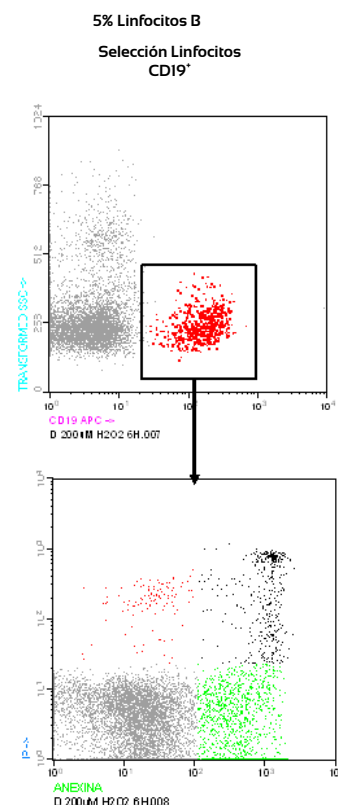 5% Linfocitos B
Selección Linfocitos
CD19⁺
1024
768
512
256
0
TRANSFORMED SSC ->
10⁰ 10¹ 10² 10³ 10⁴
CD19 APC ->
D 200uM H2O2 6H.007
10⁴
10³
10²
10¹
10⁰
IP ->
10⁰ 10¹ 10² 10³ 10
ANEXINA
D 200uM H2O2 6H.008